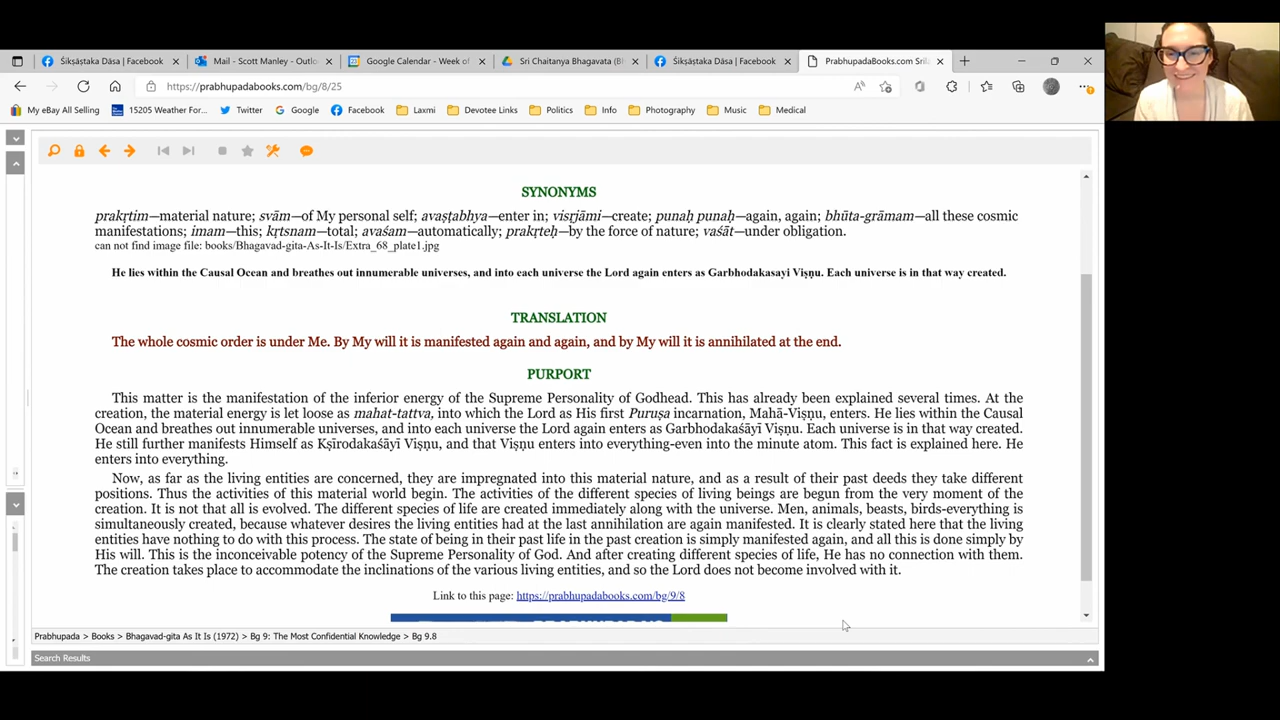 Śikṣāṣṭaka Dāsa | Facebook
Mail - Scott Manley - Outlo
Google Calendar - Week of
Sri Chaitanya Bhagavata (Bh
Śikṣāṣṭaka Dāsa | Facebook
PrabhupadaBooks.com Sril
https://prabhupadabooks.com/bg/8/25
My eBay All Selling
15205 Weather For...
Twitter
Google
Facebook
Laxmi
Devotee Links
Politics
Info
Photography
Music
Medical
SYNONYMS
prakṛtim—material nature; svām—of My personal self; avaṣṭabhya—enter in; visṛjāmi—create; punaḥ punaḥ—again, again; bhūta-grāmam—all these cosmic
manifestations; imam—this; kṛtsnam—total; avaśam—automatically; prakṛteḥ—by the force of nature; vaśāt—under obligation.
can not find image file: books/Bhagavad-gita-As-It-Is/Extra_68_plate1.jpg
He lies within the Causal Ocean and breathes out innumerable universes, and into each universe the Lord again enters as Garbhodakasayi Viṣṇu. Each universe is in that way created.
TRANSLATION
The whole cosmic order is under Me. By My will it is manifested again and again, and by My will it is annihilated at the end.
PURPORT
This matter is the manifestation of the inferior energy of the Supreme Personality of Godhead. This has already been explained several times. At the
creation, the material energy is let loose as mahat-tattva, into which the Lord as His first Puruṣa incarnation, Mahā-Viṣṇu, enters. He lies within the Causal
Ocean and breathes out innumerable universes, and into each universe the Lord again enters as Garbhodakaśāyī Viṣṇu. Each universe is in that way created.
He still further manifests Himself as Kṣīrodakaśāyī Viṣṇu, and that Viṣṇu enters into everything-even into the minute atom. This fact is explained here. He
enters into everything.
Now, as far as the living entities are concerned, they are impregnated into this material nature, and as a result of their past deeds they take different
positions. Thus the activities of this material world begin. The activities of the different species of living beings are begun from the very moment of the
creation. It is not that all is evolved. The different species of life are created immediately along with the universe. Men, animals, beasts, birds-everything is
simultaneously created, because whatever desires the living entities had at the last annihilation are again manifested. It is clearly stated here that the living
entities have nothing to do with this process. The state of being in their past life in the past creation is simply manifested again, and all this is done simply by
His will. This is the inconceivable potency of the Supreme Personality of God. And after creating different species of life, He has no connection with them.
The creation takes place to accommodate the inclinations of the various living entities, and so the Lord does not become involved with it.
Link to this page: https://prabhupadabooks.com/bg/9/8
Prabhupada > Books > Bhagavad-gita As It Is (1972) > Bg 9: The Most Confidential Knowledge > Bg 9.8
Search Results